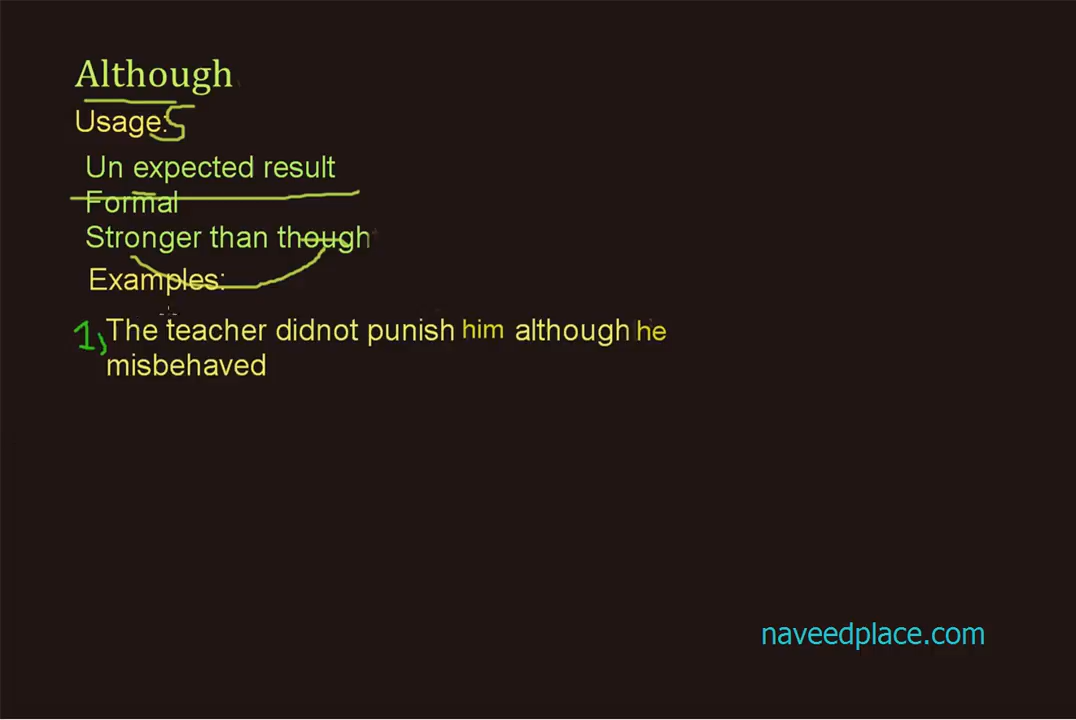 Although
Usage:
Un expected result
Formal
Stronger than though
Examples:
1) The teacher didnot punish him although he
misbehaved
naveedplace.com